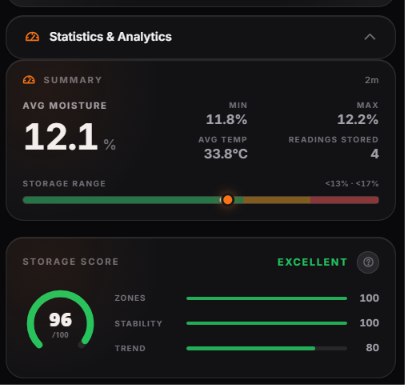 Statistics & Analytics
SUMMARY 2m
AVG MOISTURE MIN MAX
12.1 % 11.8% 12.2%
AVG TEMP READINGS STORED
33.8°C 4
STORAGE RANGE <13% · <17%
STORAGE SCORE EXCELLENT ?
ZONES 100
96
/100
STABILITY 100
TREND 80